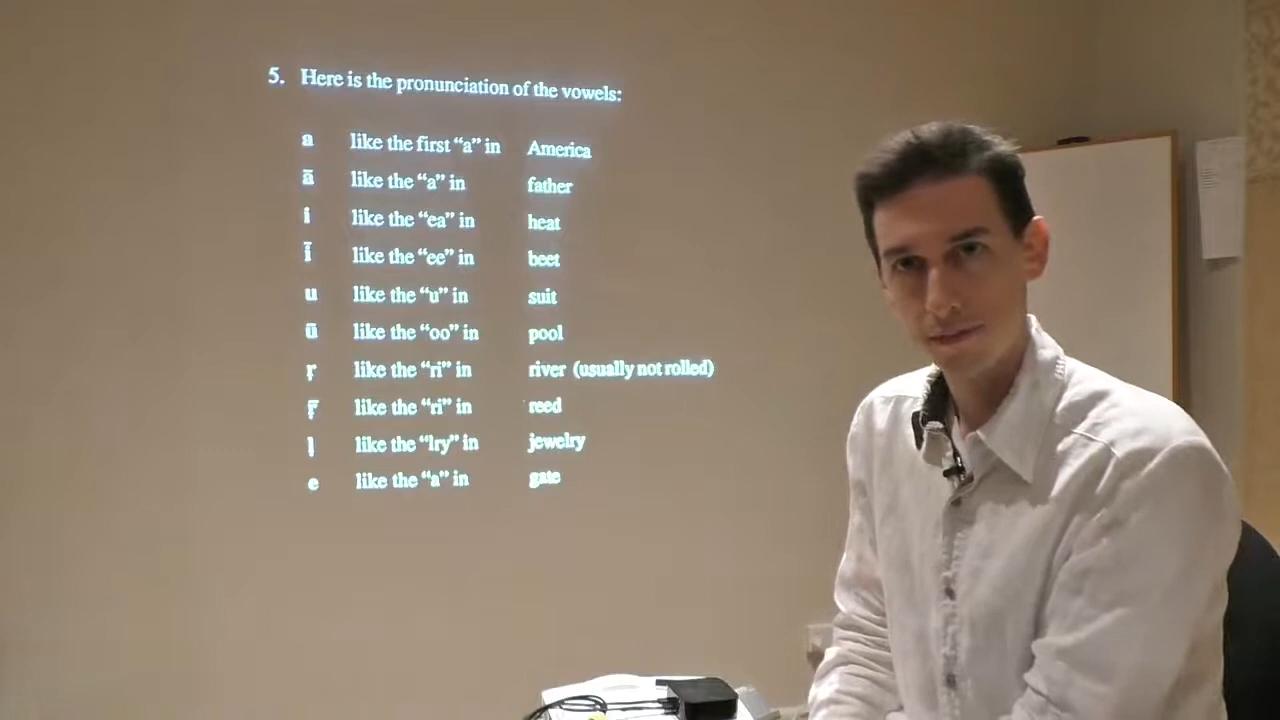 5. Here is the pronunciation of the vowels:
a like the first “a” in America
ā like the “a” in father
i like the “ea” in heat
ī like the “ee” in beet
u like the “u” in suit
ū like the “oo” in pool
ṛ like the “ri” in river (usually not rolled)
ṝ like the “ri” in reed
ḷ like the “lry” in jewelry
e like the “a” in gate